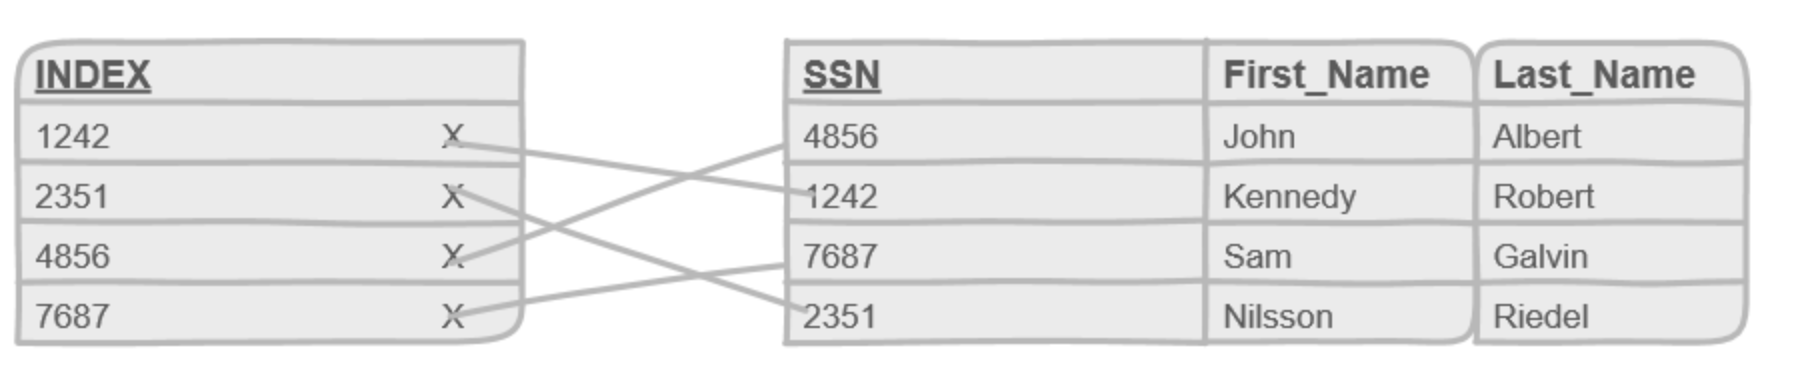 INDEX SSN First_Name Last_Name
1242 X 4856 John Albert
2351 X 1242 Kennedy Robert
4856 X 7687 Sam Galvin
7687 X 2351 Nilsson Riedel